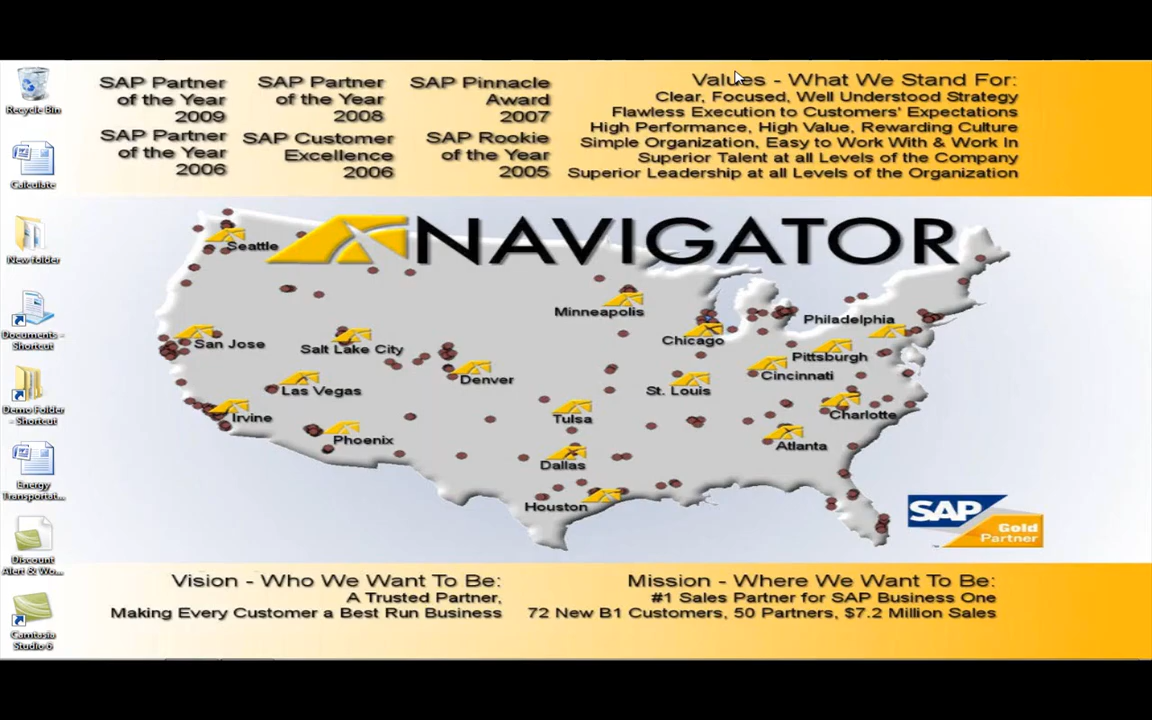 Recycle Bin
Calculate
New folder
Documents -
Shortcut
Demo Folder
- Shortcut
Energy
Transportat...
Discount
Alert & Wo...
Camtasia
Studio 6
SAP Partner
of the Year
2009
SAP Partner
of the Year
2008
SAP Pinnacle
Award
2007
SAP Partner
of the Year
2006
SAP Customer
Excellence
2006
SAP Rookie
of the Year
2005
Values - What We Stand For:
Clear, Focused, Well Understood Strategy
Flawless Execution to Customers' Expectations
High Performance, High Value, Rewarding Culture
Simple Organization, Easy to Work With & Work In
Superior Talent at all Levels of the Company
Superior Leadership at all Levels of the Organization
NAVIGATOR
Seattle
Minneapolis
Philadelphia
San Jose
Salt Lake City
Chicago
Pittsburgh
Denver
Cincinnati
Las Vegas
St. Louis
Irvine
Tulsa
Charlotte
Phoenix
Atlanta
Dallas
Houston
SAP
Gold
Partner
Vision - Who We Want To Be:
A Trusted Partner,
Making Every Customer a Best Run Business
Mission - Where We Want To Be:
#1 Sales Partner for SAP Business One
72 New B1 Customers, 50 Partners, $7.2 Million Sales